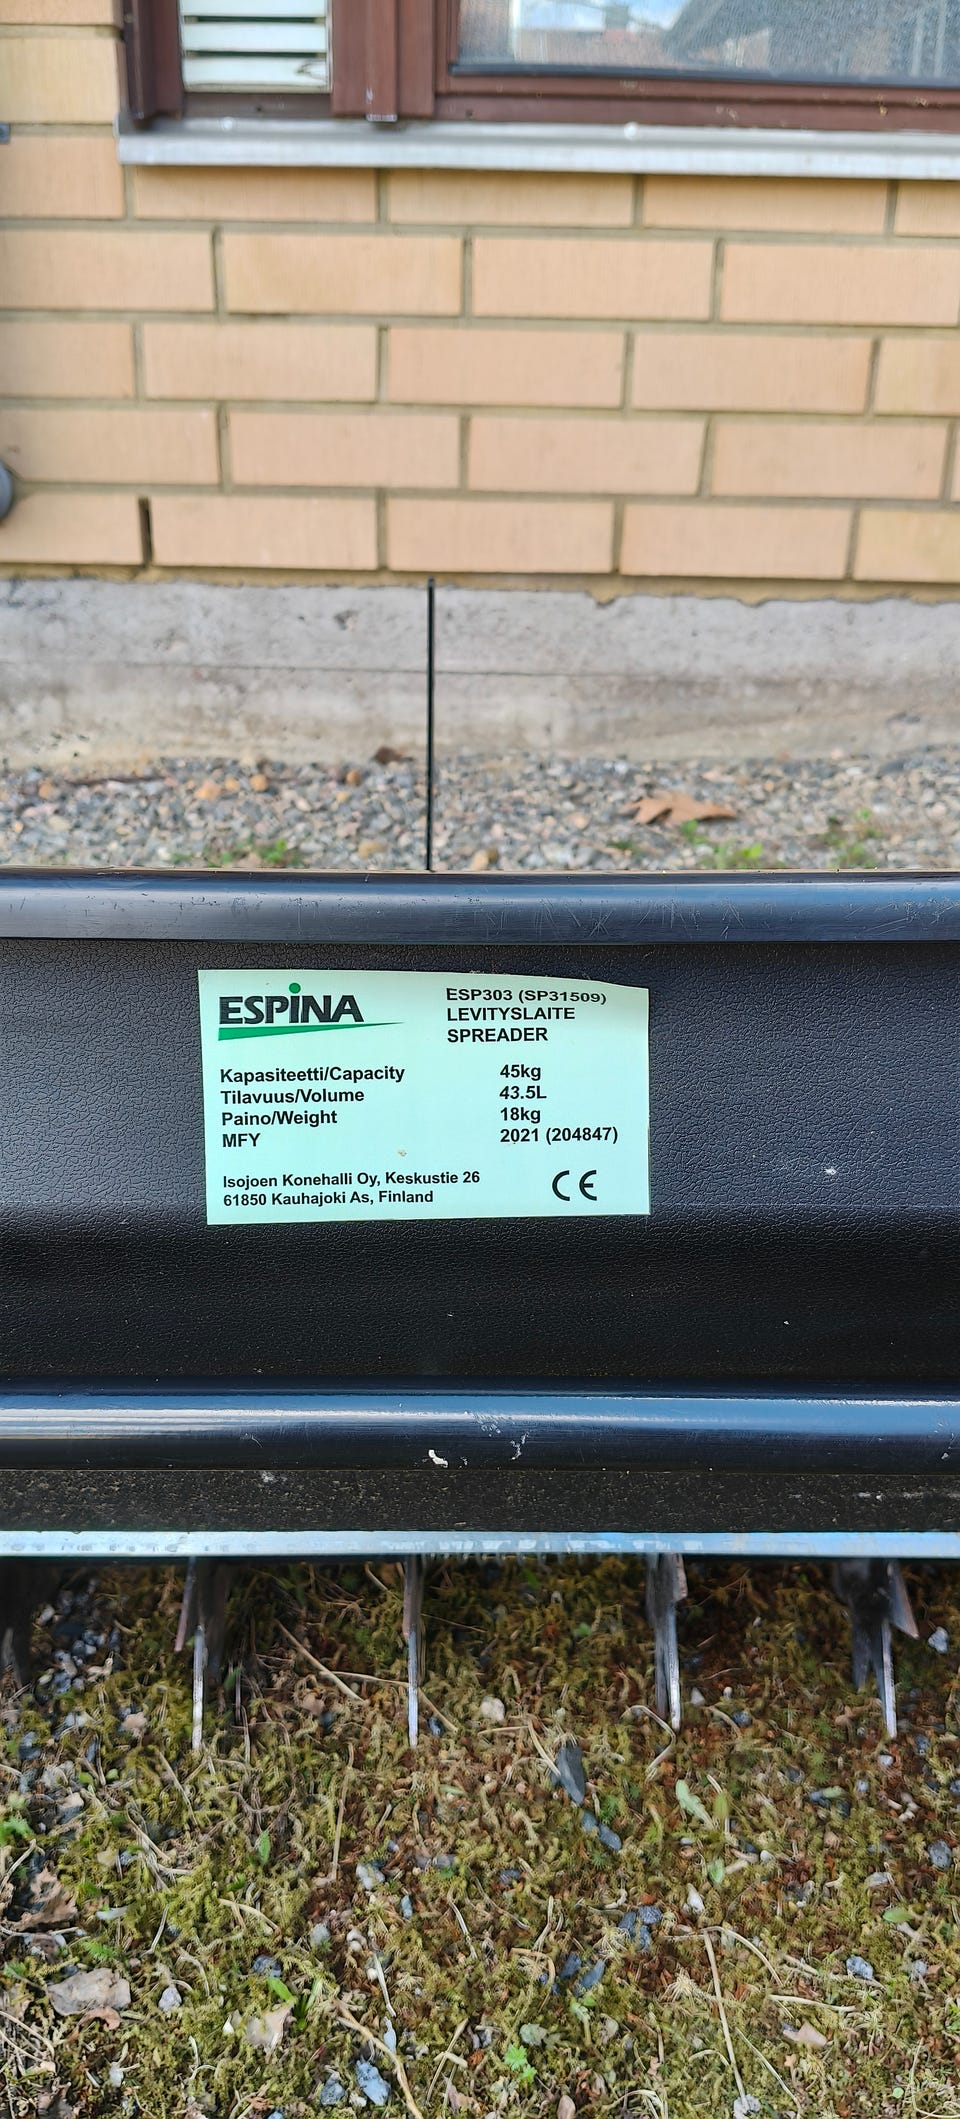 ESPINA
ESP303 (SP31509)
LEVITYSLAITE
SPREADER
Kapasiteetti/Capacity 45kg
Tilavuus/Volume 43.5L
Paino/Weight 18kg
MFY 2021 (204847)
Isojoen Konehalli Oy, Keskustie 26
61850 Kauhajoki As, Finland
CE